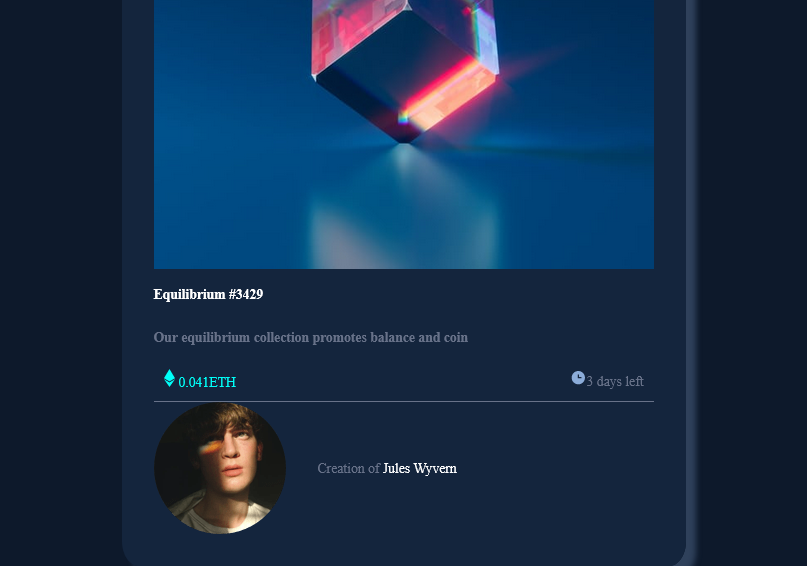 Equilibrium #3429
Our equilibrium collection promotes balance and coin
0.041ETH
3 days left
Creation of Jules Wyvern